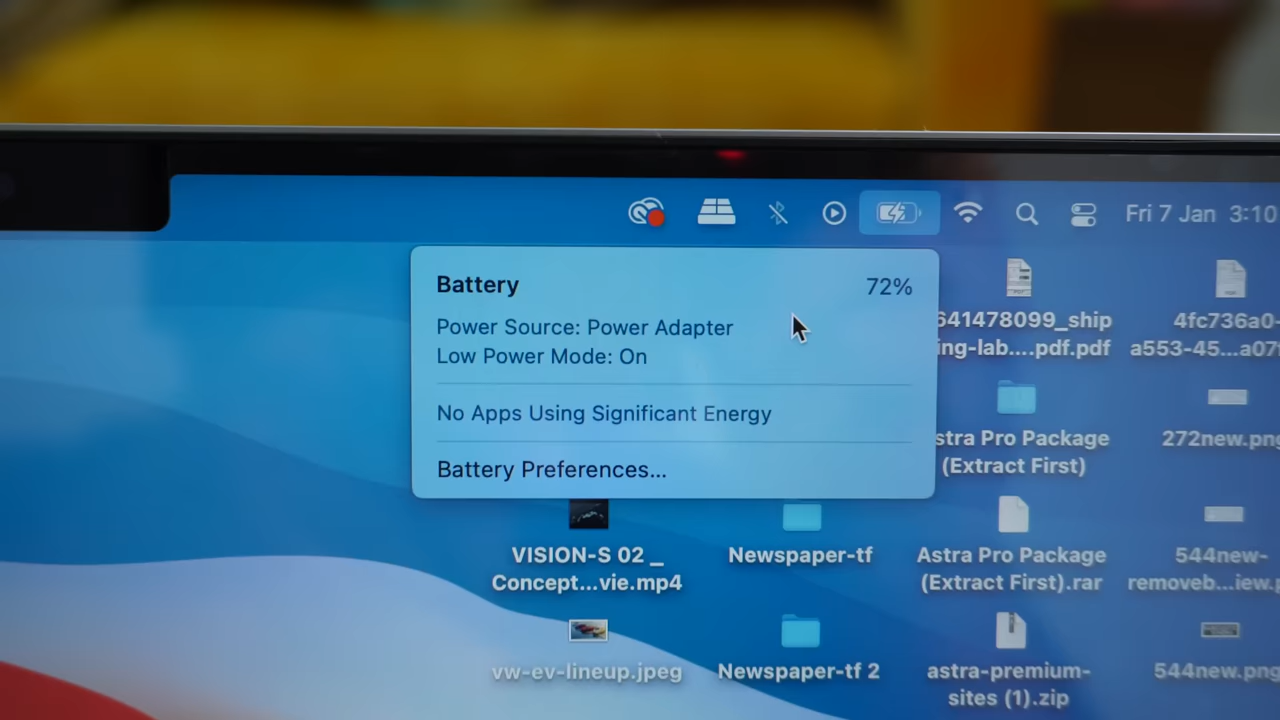 Fri 7 Jan 3:10
Battery 72%
Power Source: Power Adapter
Low Power Mode: On
No Apps Using Significant Energy
Battery Preferences...
641478099_ship
ing-lab....pdf.pdf
4fc736a0-
a553-45...a07
stra Pro Package
(Extract First)
272new.png
VISION-S 02 _
Concept...vie.mp4
Newspaper-tf
Astra Pro Package
(Extract First).rar
544new-
removeb...iew.
vw-ev-lineup.jpeg
Newspaper-tf 2
astra-premium-
sites (1).zip
544new.png